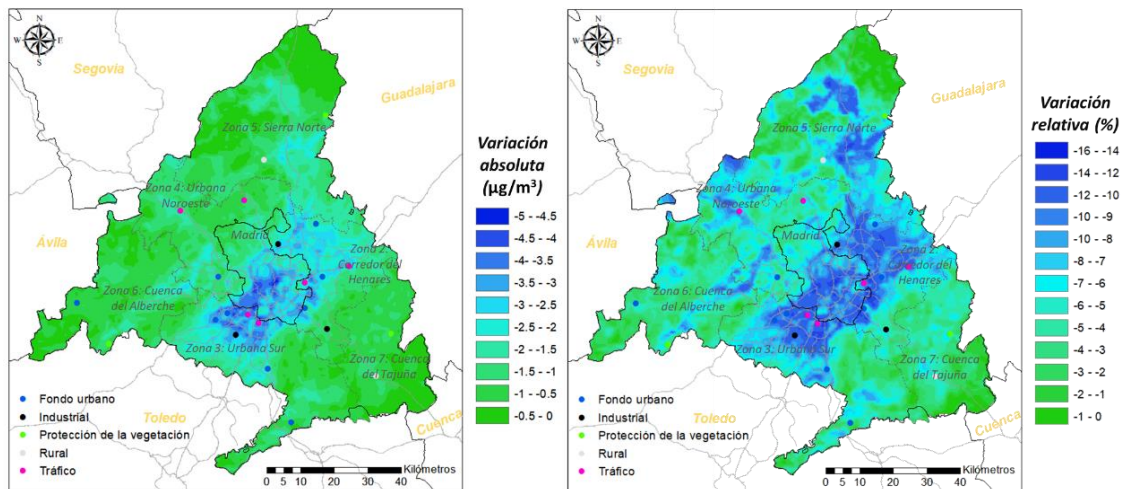 N
W
E
S
Segovia
Guadalajara
Zona 5: Sierra Norte
Zona 4: Urbana
Noroeste
Madrid
Ávila
Zona 2:
Corredor del
Henares
Zona 6: Cuenca
del Alberche
Zona 3: Urbana Sur
Zona 7: Cuenca
del Tajuña
Toledo
Cuenca
Fondo urbano
Industrial
Protección de la vegetación
Rural
Tráfico
Kilómetros
0 5 10 20 30 40
Variación
absoluta
(µg/m³)
-5 - -4.5
-4.5 - -4
-4 - -3.5
-3.5 - -3
-3 - -2.5
-2.5 - -2
-2 - -1.5
-1.5 - -1
-1 - -0.5
-0.5 - 0
N
W
E
S
Segovia
Guadalajara
Zona 5: Sierra Norte
Zona 4: Urbana
Noroeste
Madrid
Ávila
Zona 2:
Corredor del
Henares
Zona 6: Cuenca
del Alberche
Zona 3: Urbana Sur
Zona 7: Cuenca
del Tajuña
Toledo
Cuenca
Fondo urbano
Industrial
Protección de la vegetación
Rural
Tráfico
Kilómetros
0 5 10 20 30 40
Variación
relativa (%)
-16 - -14
-14 - -12
-12 - -10
-10 - -9
-10 - -8
-8 - -7
-7 - -6
-6 - -5
-5 - -4
-4 - -3
-3 - -2
-2 - -1
-1 - 0